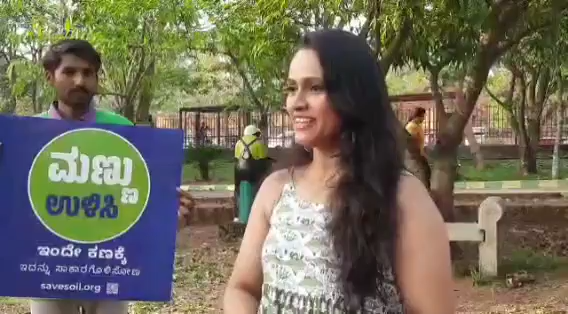 ಮಣ್ಣು
ಉಳಿಸಿ
ಇಂದೇ ಕಣಕ್ಕೆ
ಇದನ್ನು ಸಾಕಾರಗೊಳಿಸೋಣ
savesoil.org